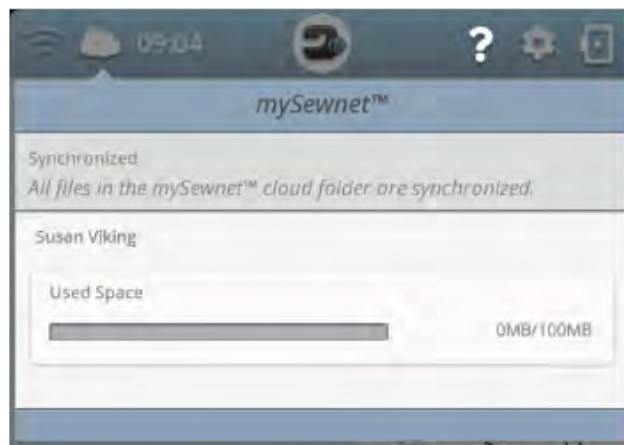 09:04
?
mySewnet™
Synchronized
All files in the mySewnet™ cloud folder are synchronized.
Susan Viking
Used Space
0MB/100MB